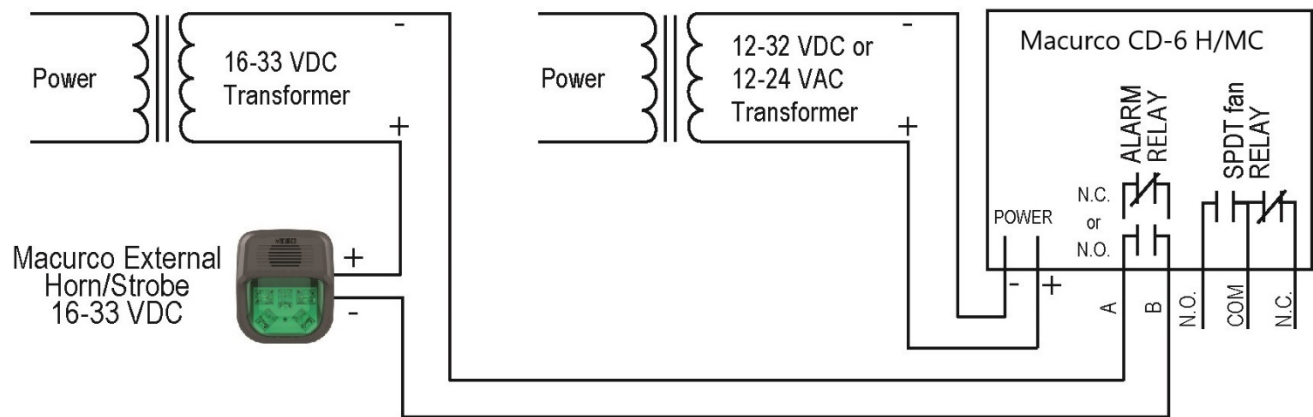 Power
16-33 VDC
Transformer
-
+
Power
12-32 VDC or
12-24 VAC
Transformer
-
+
Macurco CD-6 H/MC
ALARM
RELAY
SPDT fan
RELAY
N.C.
or
N.O.
POWER
-
+
A
B
N.O.
COM
N.C.
Macurco External
Horn/Strobe
16-33 VDC
+
-